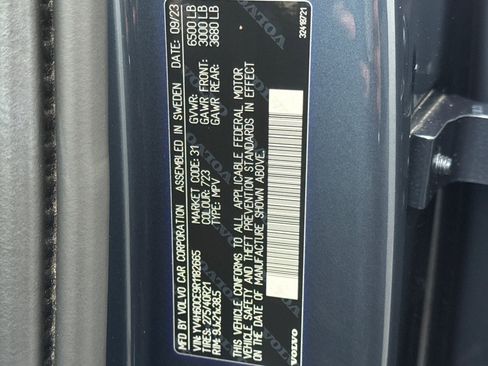 MFD. BY VOLVO CAR CORPORATION ASSEMBLED IN SWEDEN DATE: 09/23
VIN: YV4H60CE9R1182665 GVWR: 6500 LB
TIRES: 275/40R21 MARKET CODE: 31 GAWR FRONT: 3000 LB
RIM: 9Jx21x38.5 COLOUR: 723 GAWR REAR: 3680 LB
TYPE: MPV
THIS VEHICLE CONFORMS TO ALL APPLICABLE FEDERAL MOTOR
VEHICLE SAFETY AND THEFT PREVENTION STANDARDS IN EFFECT
ON THE DATE OF MANUFACTURE SHOWN ABOVE.
VOLVO 32418721